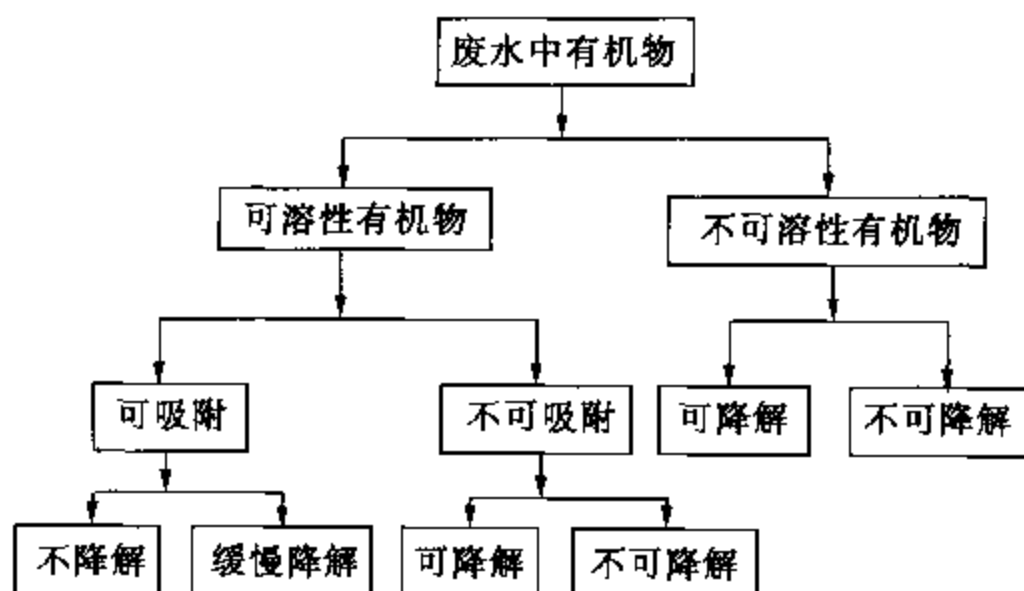 废水中有机物
可溶性有机物
不可溶性有机物
可吸附
不可吸附
可降解
不可降解
不降解
缓慢降解
可降解
不可降解